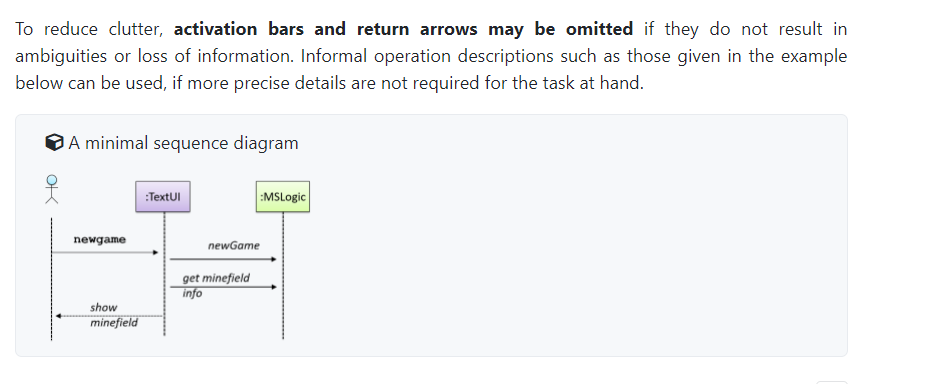 To reduce clutter, activation bars and return arrows may be omitted if they do not result in
ambiguities or loss of information. Informal operation descriptions such as those given in the example
below can be used, if more precise details are not required for the task at hand.
A minimal sequence diagram
:TextUI
:MSLogic
newgame
newGame
get minefield
info
show
minefield